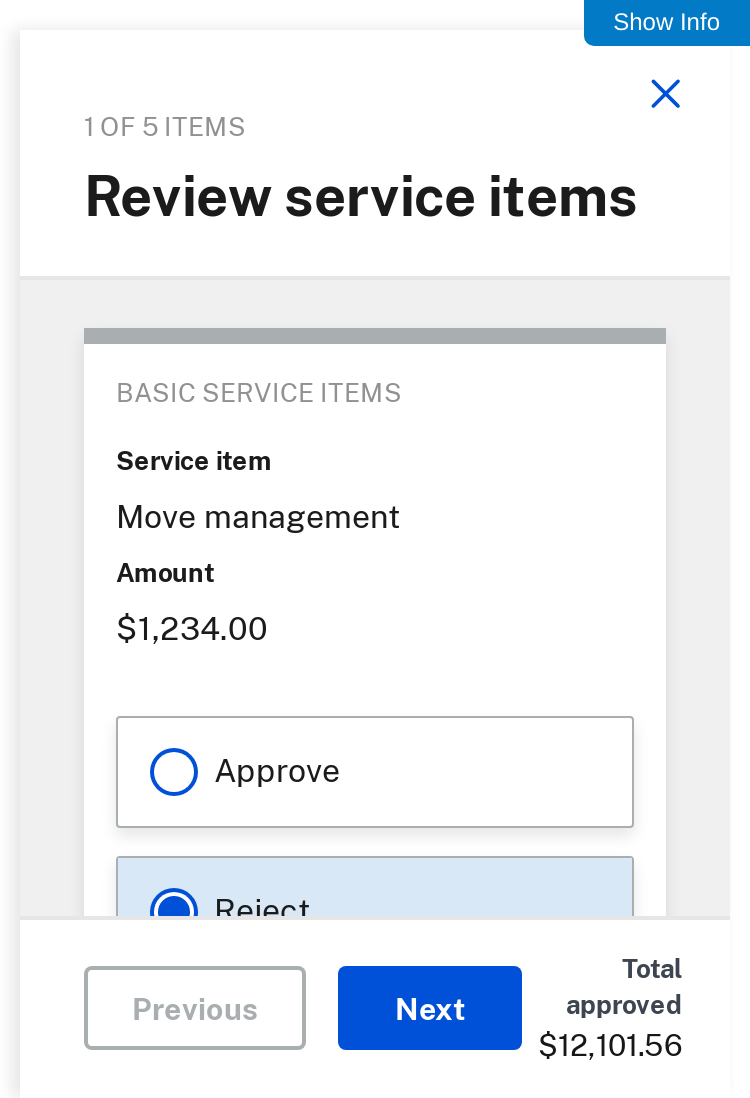 Show Info
1 OF 5 ITEMS
Review service items
BASIC SERVICE ITEMS
Service item
Move management
Amount
$1,234.00
Approve
Reject
Previous
Next
Total
approved
$12,101.56